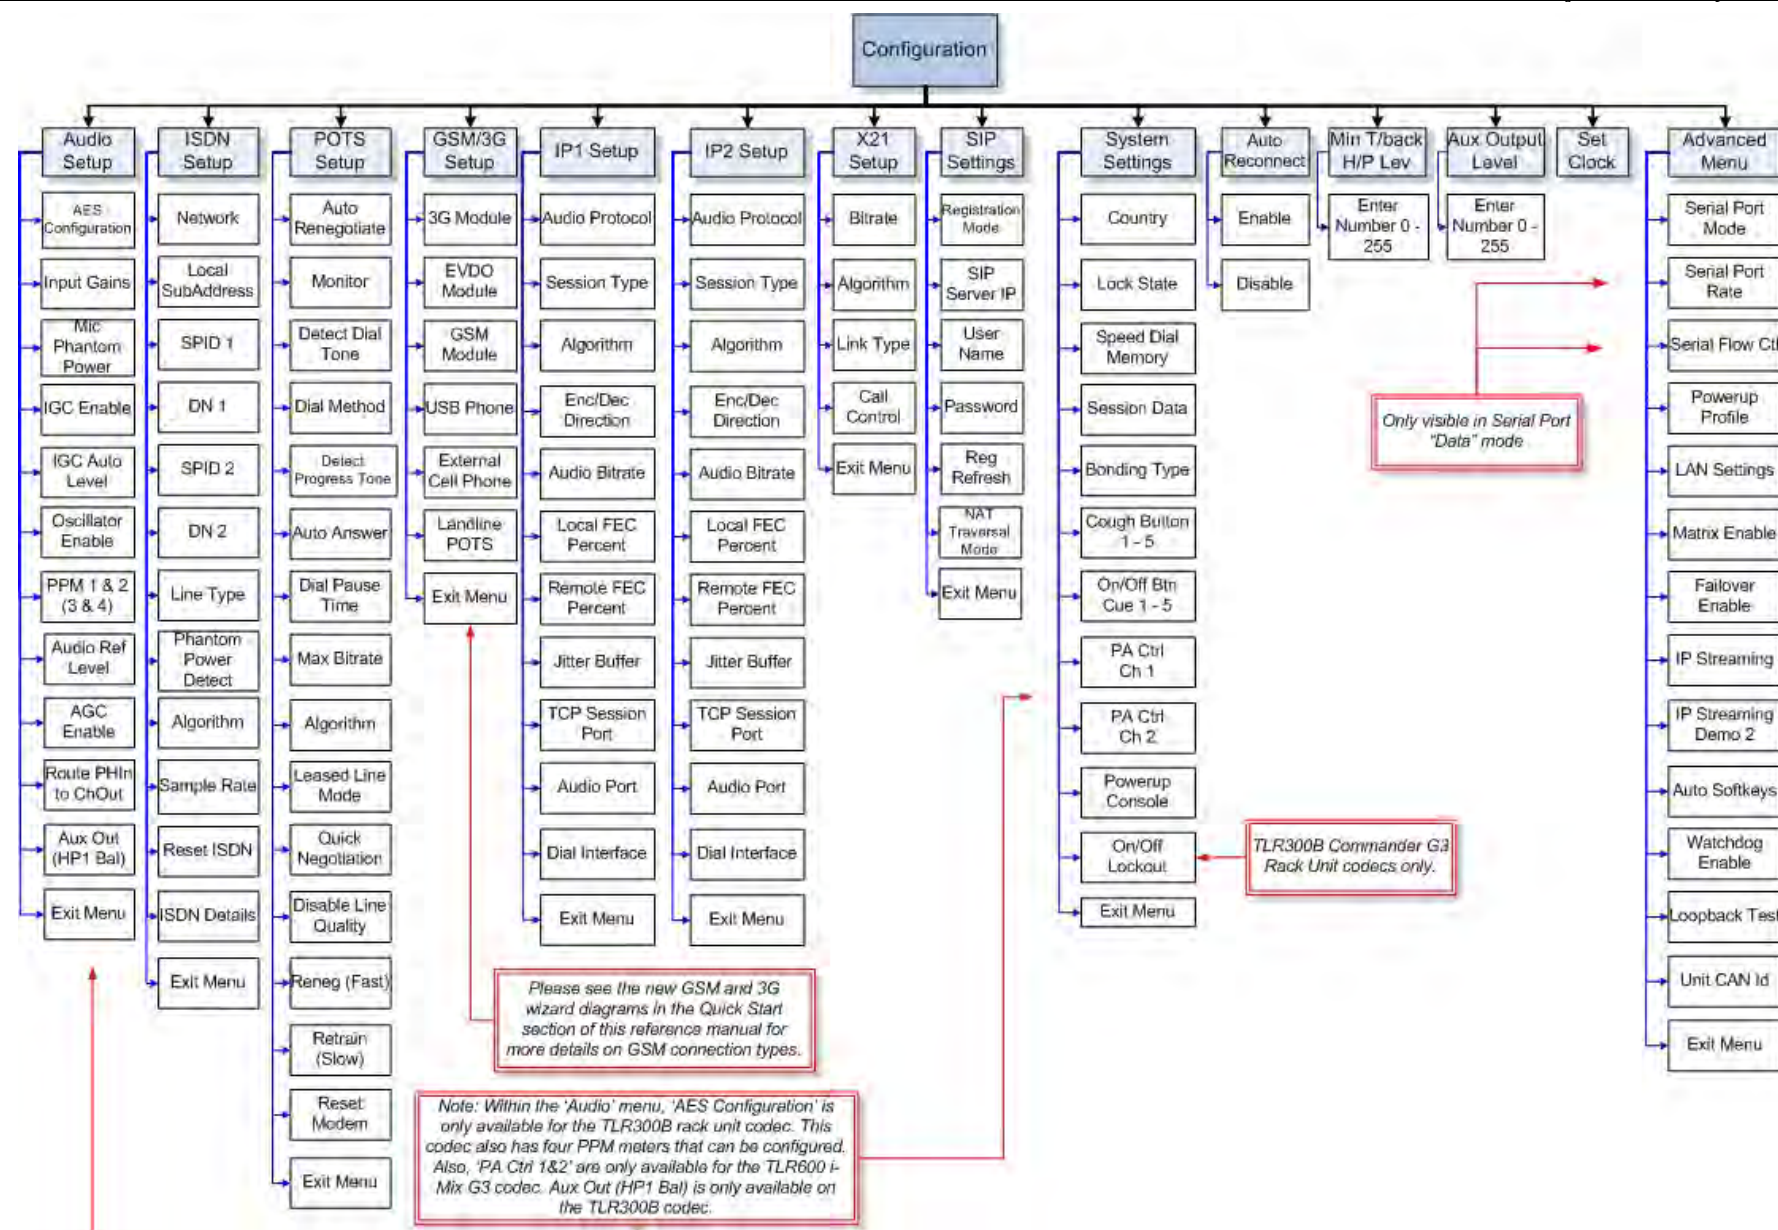 Configuration
Audio
Setup
AES
Configuration
Input Gains
Mic
Phantom
Power
IGC Enable
IGC Auto
Level
Oscillator
Enable
PPM 1 & 2
(3 & 4)
Audio Ref
Level
AGC
Enable
Route PHIn
to ChOut
Aux Out
(HP1 Bal)
Exit Menu
ISDN
Setup
Network
Local
SubAddress
SPID 1
DN 1
SPID 2
DN 2
Line Type
Phantom
Power
Detect
Algorithm
Sample Rate
Reset ISDN
ISDN Details
Exit Menu
POTS
Setup
Auto
Renegotiate
Monitor
Detect Dial
Tone
Dial Method
Detect
Progress Tone
Auto Answer
Dial Pause
Time
Max Bitrate
Algorithm
Leased Line
Mode
Quick
Negotiation
Disable Line
Quality
Reneg (Fast)
Retrain
(Slow)
Reset
Modem
Exit Menu
GSM/3G
Setup
3G Module
EVDO
Module
GSM
Module
USB Phone
External
Cell Phone
Landline
POTS
Exit Menu
IP1 Setup
Audio Protocol
Session Type
Algorithm
Enc/Dec
Direction
Audio Bitrate
Local FEC
Percent
Remote FEC
Percent
Jitter Buffer
TCP Session
Port
Audio Port
Dial Interface
Exit Menu
IP2 Setup
Audio Protocol
Session Type
Algorithm
Enc/Dec
Direction
Audio Bitrate
Local FEC
Percent
Remote FEC
Percent
Jitter Buffer
TCP Session
Port
Audio Port
Dial Interface
Exit Menu
X21
Setup
Bitrate
Algorithm
Link Type
Call
Control
Exit Menu
SIP
Settings
Registration
Mode
SIP
Server IP
User
Name
Password
Reg
Refresh
NAT
Traversal
Mode
Exit Menu
System
Settings
Country
Lock State
Speed Dial
Memory
Session Data
Bonding Type
Cough Button
1 - 5
On/Off Btn
Cue 1 - 5
PA Ctrl
Ch 1
PA Ctrl
Ch 2
Powerup
Console
On/Off
Lockout
Exit Menu
Auto
Reconnect
Enable
Disable
Min T/back
H/P Lev
Enter
Number 0 -
255
Aux Output
Level
Enter
Number 0 -
255
Set
Clock
Advanced
Menu
Serial Port
Mode
Serial Port
Rate
Serial Flow Ctl
Powerup
Profile
LAN Settings
Matrix Enable
Failover
Enable
IP Streaming
IP Streaming
Demo 2
Auto Softkeys
Watchdog
Enable
Loopback Test
Unit CAN Id
Exit Menu
Only visible in Serial Port
"Data" mode
TLR300B Commander G3
Rack Unit codecs only.
Please see the new GSM and 3G
wizard diagrams in the Quick Start
section of this reference manual for
more details on GSM connection types.
Note: Within the 'Audio' menu, 'AES Configuration' is
only available for the TLR300B rack unit codec. This
codec also has four PPM meters that can be configured.
Also, 'PA Ctrl 1&2' are only available for the TLR600 i-
Mix G3 codec. Aux Out (HP1 Bal) is only available on
the TLR300B codec.